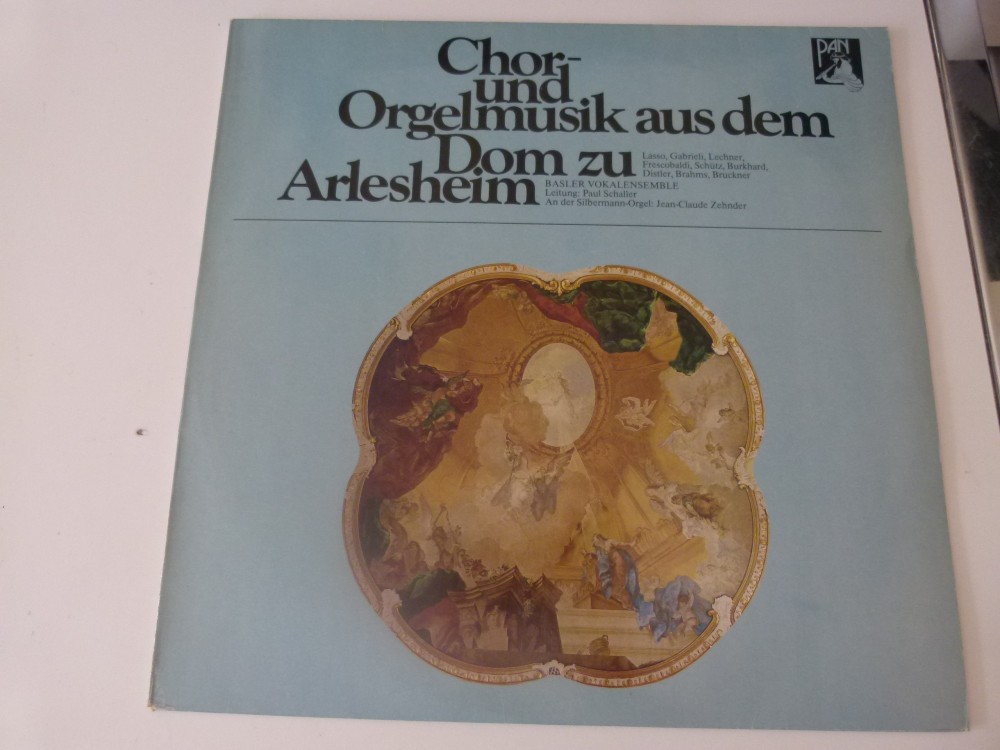 Chor-
und
Orgelmusik aus dem
Dom zu
Arlesheim
Lasso, Gabrieli, Lechner,
Frescobaldi, Schütz, Burkhard,
Distler, Brahms, Bruckner
BASLER VOKALENSEMBLE
Leitung: Paul Schaller
An der Silbermann-Orgel: Jean-Claude Zehnder
PAN